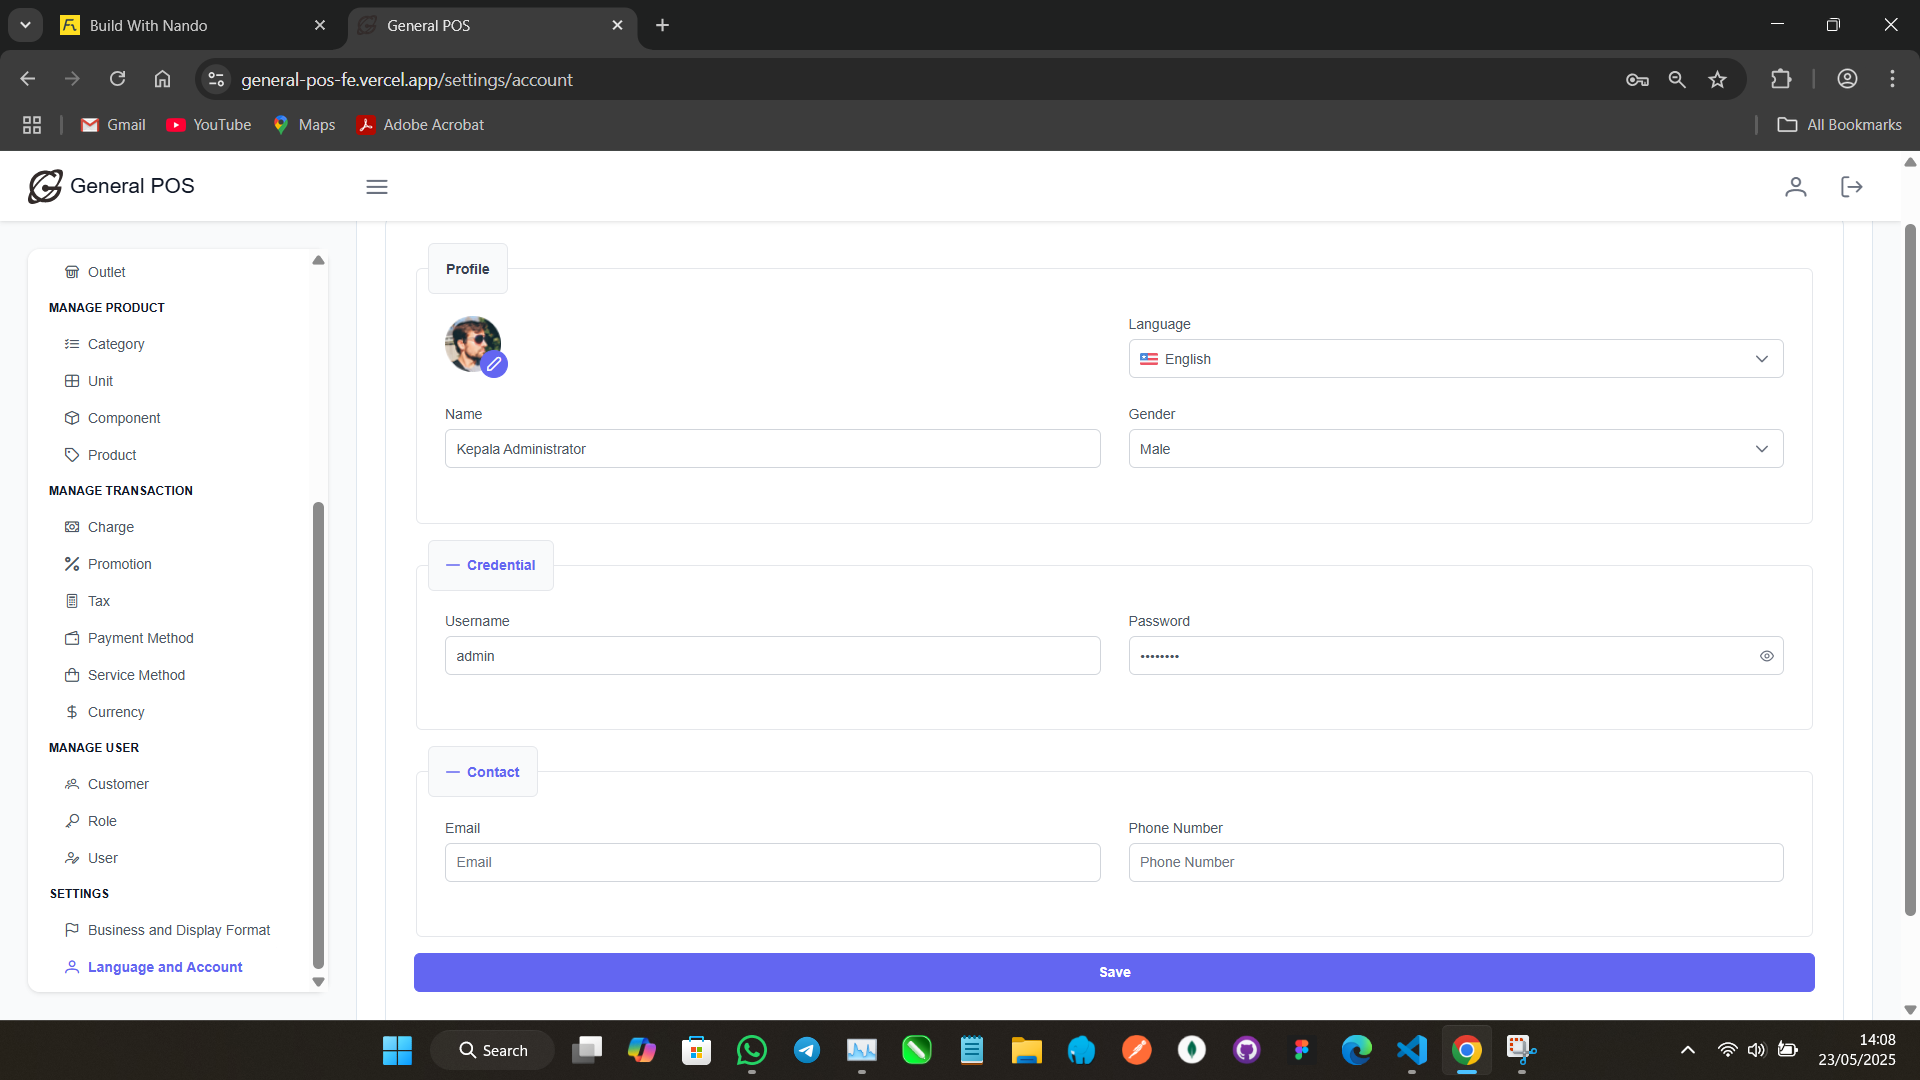 Build With Nando
General POS
general-pos-fe.vercel.app/settings/account
Gmail
YouTube
Maps
Adobe Acrobat
All Bookmarks
General POS
Outlet
MANAGE PRODUCT
Category
Unit
Component
Product
MANAGE TRANSACTION
Charge
Promotion
Tax
Payment Method
Service Method
Currency
MANAGE USER
Customer
Role
User
SETTINGS
Business and Display Format
Language and Account
Profile
Language
English
Name
Gender
Kepala Administrator
Male
Credential
Username
Password
admin
••••••••
Contact
Email
Phone Number
Email
Phone Number
Save
Search
14:08
23/05/2025